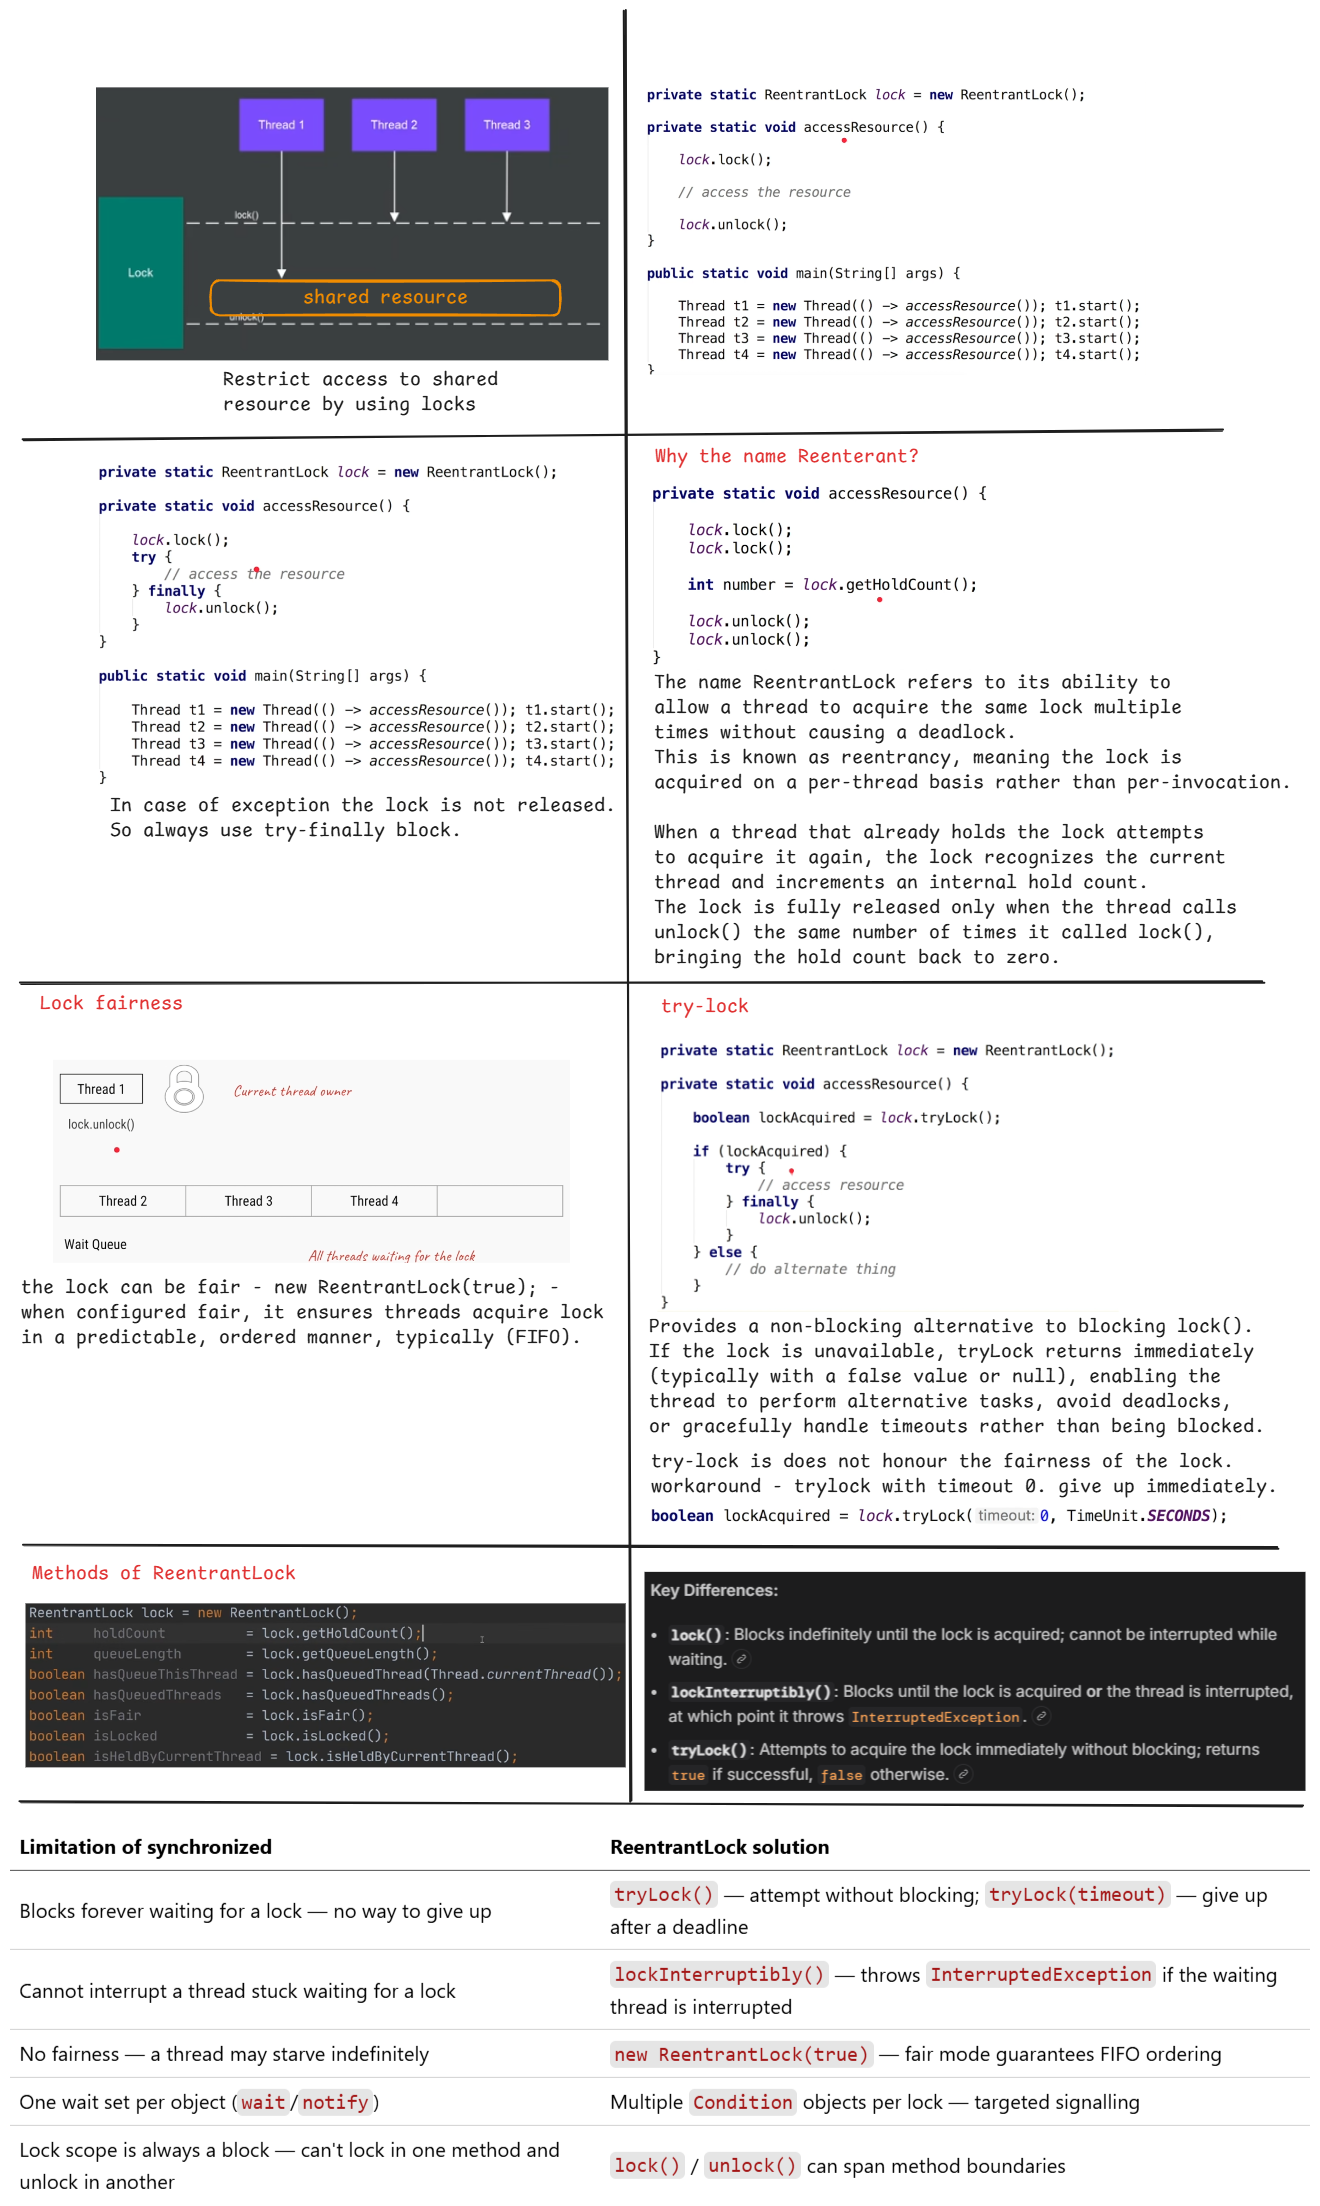 Thread 1
Thread 2
Thread 3
lock()
Lock
shared resource
unlock()
Restrict access to shared
resource by using locks
private static ReentrantLock lock = new ReentrantLock();
private static void accessResource() {
lock.lock();
// access the resource
lock.unlock();
}
public static void main(String[] args) {
Thread t1 = new Thread(() -> accessResource()); t1.start();
Thread t2 = new Thread(() -> accessResource()); t2.start();
Thread t3 = new Thread(() -> accessResource()); t3.start();
Thread t4 = new Thread(() -> accessResource()); t4.start();
}
private static ReentrantLock lock = new ReentrantLock();
private static void accessResource() {
lock.lock();
try {
// access the resource
} finally {
lock.unlock();
}
}
public static void main(String[] args) {
Thread t1 = new Thread(() -> accessResource()); t1.start();
Thread t2 = new Thread(() -> accessResource()); t2.start();
Thread t3 = new Thread(() -> accessResource()); t3.start();
Thread t4 = new Thread(() -> accessResource()); t4.start();
}
In case of exception the lock is not released.
So always use try-finally block.
Why the name Reenterant?
private static void accessResource() {
lock.lock();
lock.lock();
int number = lock.getHoldCount();
lock.unlock();
lock.unlock();
}
The name ReentrantLock refers to its ability to
allow a thread to acquire the same lock multiple
times without causing a deadlock.
This is known as reentrancy, meaning the lock is
acquired on a per-thread basis rather than per-invocation.
When a thread that already holds the lock attempts
to acquire it again, the lock recognizes the current
thread and increments an internal hold count.
The lock is fully released only when the thread calls
unlock() the same number of times it called lock(),
bringing the hold count back to zero.
Lock fairness
Thread 1
Current thread owner
lock.unlock()
Thread 2
Thread 3
Thread 4
Wait Queue
All threads waiting for the lock
the lock can be fair - new ReentrantLock(true); -
when configured fair, it ensures threads acquire lock
in a predictable, ordered manner, typically (FIFO).
try-lock
private static ReentrantLock lock = new ReentrantLock();
private static void accessResource() {
boolean lockAcquired = lock.tryLock();
if (lockAcquired) {
try {
// access resource
} finally {
lock.unlock();
}
} else {
// do alternate thing
}
}
Provides a non-blocking alternative to blocking lock().
If the lock is unavailable, tryLock returns immediately
(typically with a false value or null), enabling the
thread to perform alternative tasks, avoid deadlocks,
or gracefully handle timeouts rather than being blocked.
try-lock is does not honour the fairness of the lock.
workaround - trylock with timeout 0. give up immediately.
boolean lockAcquired = lock.tryLock( timeout: 0, TimeUnit.SECONDS);
Methods of ReentrantLock
ReentrantLock lock = new ReentrantLock();
int holdCount = lock.getHoldCount();
int queueLength = lock.getQueueLength();
boolean hasQueueThisThread = lock.hasQueuedThread(Thread.currentThread());
boolean hasQueuedThreads = lock.hasQueuedThreads();
boolean isFair = lock.isFair();
boolean isLocked = lock.isLocked();
boolean isHeldByCurrentThread = lock.isHeldByCurrentThread();
Key Differences:
• lock(): Blocks indefinitely until the lock is acquired; cannot be interrupted while
waiting.
• lockInterruptibly(): Blocks until the lock is acquired or the thread is interrupted,
at which point it throws InterruptedException.
• tryLock(): Attempts to acquire the lock immediately without blocking; returns
true if successful, false otherwise.
Limitation of synchronized
ReentrantLock solution
Blocks forever waiting for a lock — no way to give up
tryLock() — attempt without blocking; tryLock(timeout) — give up
after a deadline
Cannot interrupt a thread stuck waiting for a lock
lockInterruptibly() — throws InterruptedException if the waiting
thread is interrupted
No fairness — a thread may starve indefinitely
new ReentrantLock(true) — fair mode guarantees FIFO ordering
One wait set per object (wait/notify)
Multiple Condition objects per lock — targeted signalling
Lock scope is always a block — can't lock in one method and
unlock in another
lock() / unlock() can span method boundaries